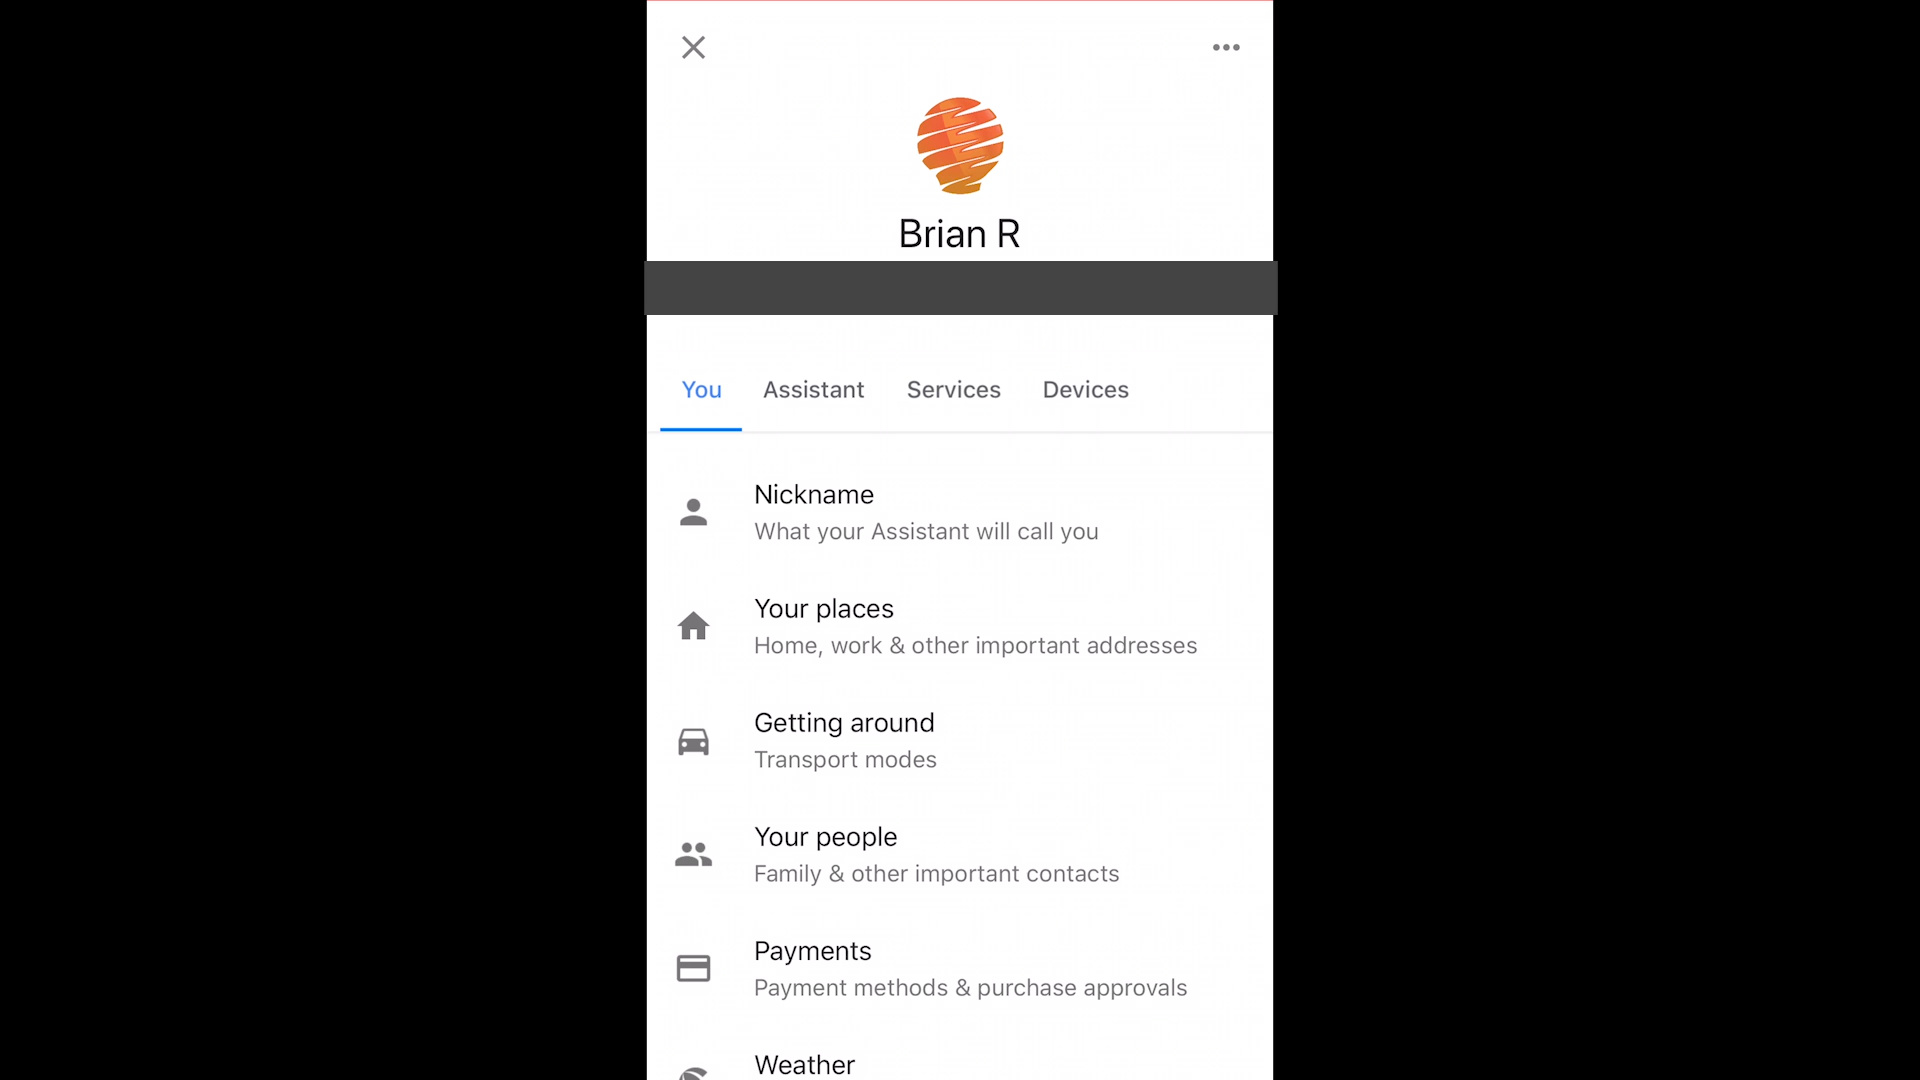 Brian R
You Assistant Services Devices
Nickname
What your Assistant will call you
Your places
Home, work & other important addresses
Getting around
Transport modes
Your people
Family & other important contacts
Payments
Payment methods & purchase approvals
Weather